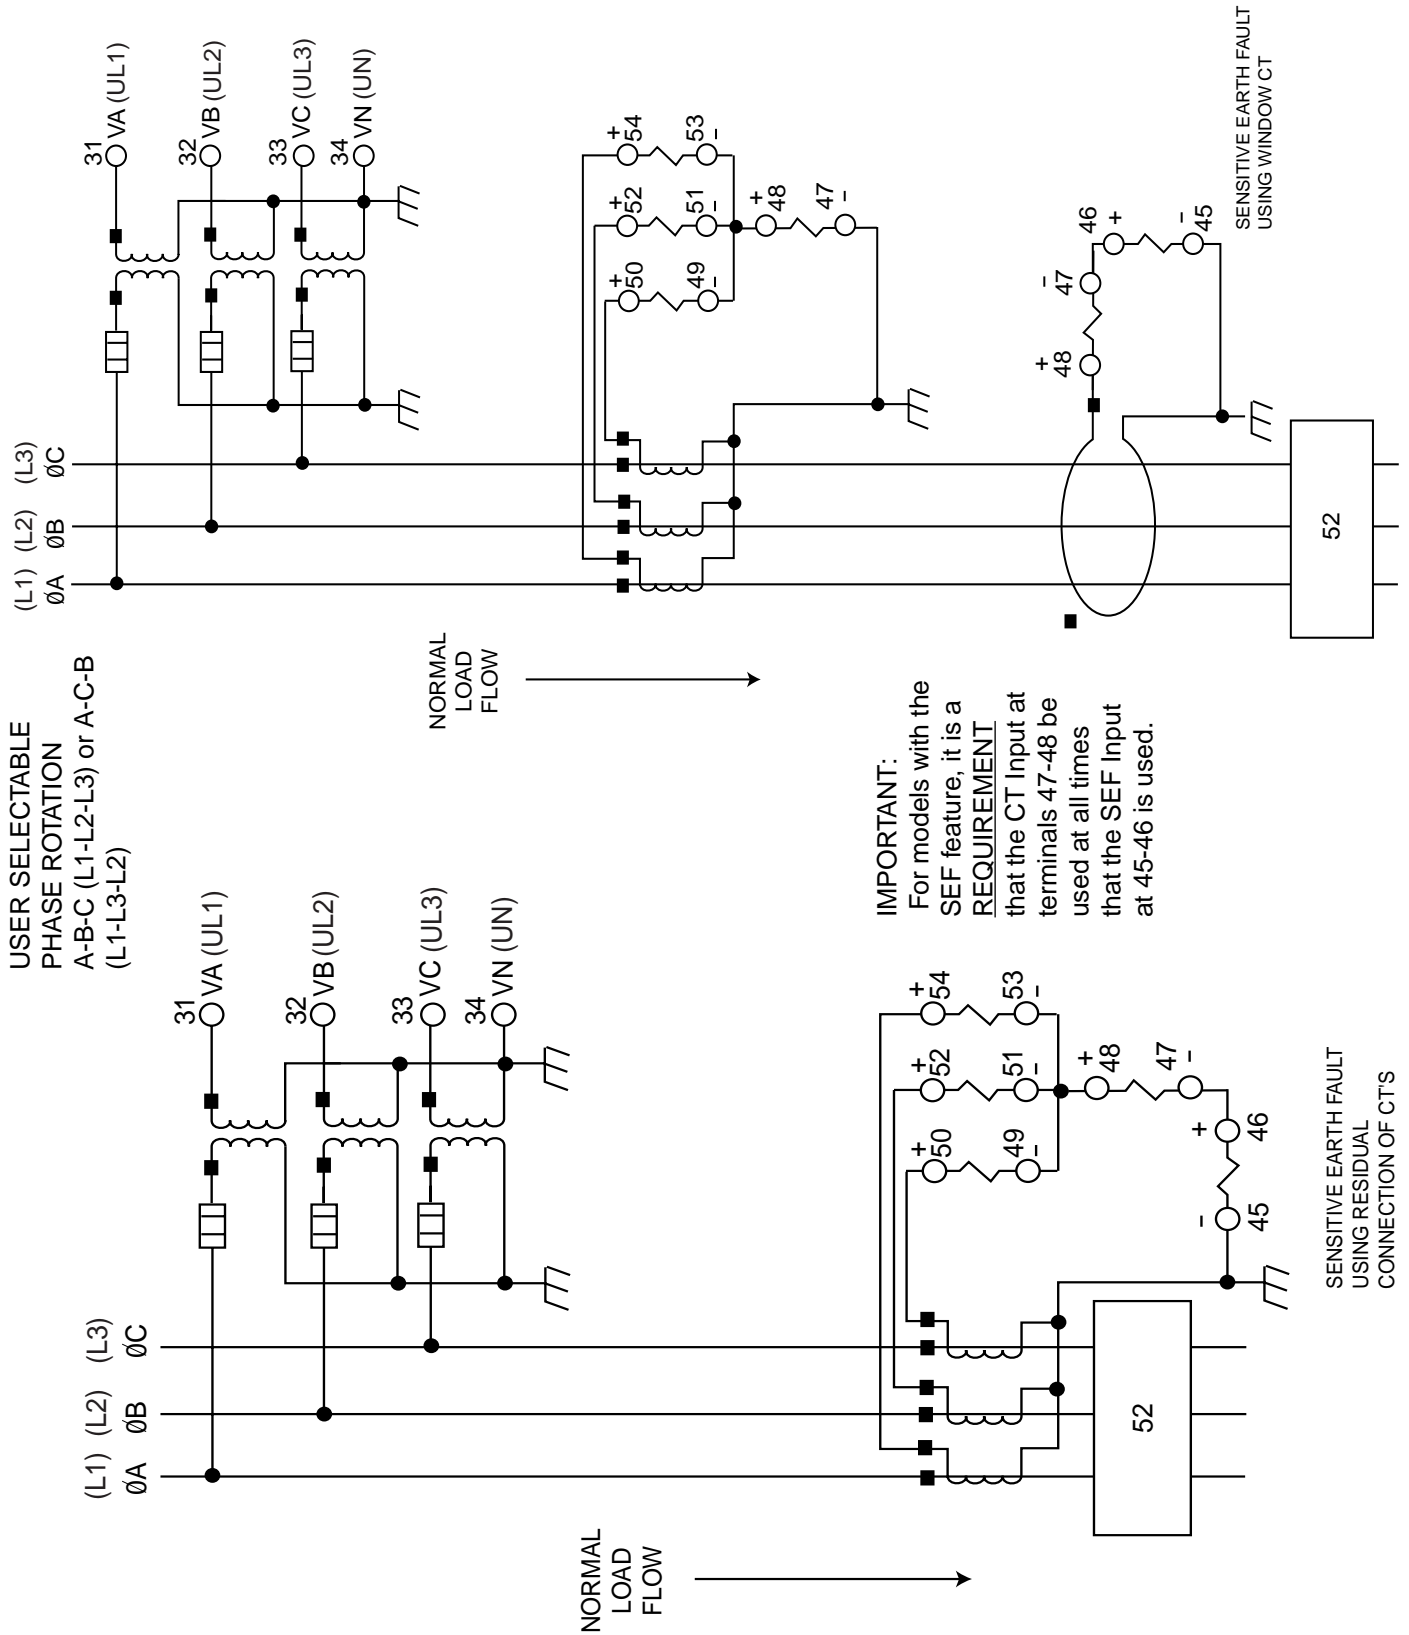 USER SELECTABLE
PHASE ROTATION
A-B-C (L1-L2-L3) or A-C-B
(L1-L3-L2)
(L1) (L2) (L3)
ØA ØB ØC
31 VA (UL1)
32 VB (UL2)
33 VC (UL3)
34 VN (UN)
NORMAL
LOAD
FLOW
+ + +
50 52 54
49 51 53
- - -
+
48
47
-
- +
45 46
52
SENSITIVE EARTH FAULT
USING RESIDUAL
CONNECTION OF CT'S
IMPORTANT:
For models with the
SEF feature, it is a
REQUIREMENT
that the CT Input at
terminals 47-48 be
used at all times
that the SEF Input
at 45-46 is used.
(L1) (L2) (L3)
ØA ØB ØC
31 VA (UL1)
32 VB (UL2)
33 VC (UL3)
34 VN (UN)
NORMAL
LOAD
FLOW
+ + +
50 52 54
49 51 53
- - -
+
48
47
-
+ -
48 47
46
+
-
45
52
SENSITIVE EARTH FAULT
USING WINDOW CT